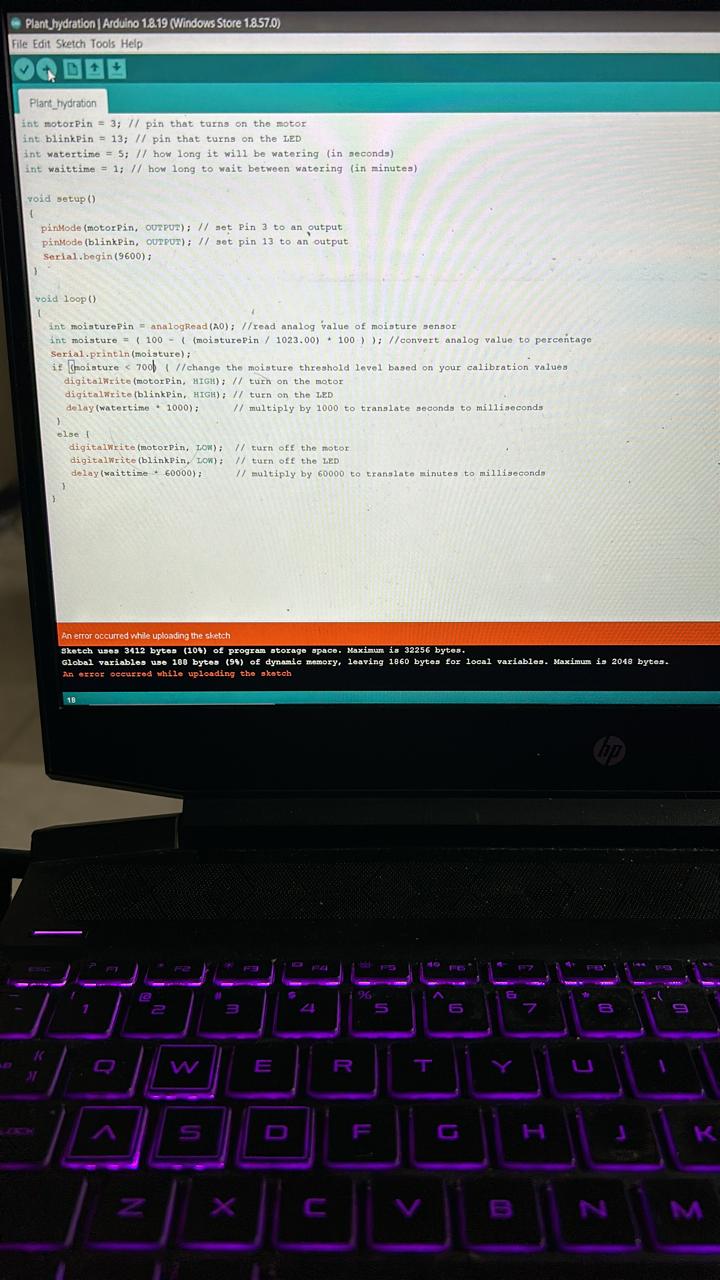 Plant_hydration | Arduino 1.8.19 (Windows Store 1.8.57.0)
File Edit Sketch Tools Help
Plant_hydration
int motorPin = 3; // pin that turns on the motor
int blinkPin = 13; // pin that turns on the LED
int watertime = 5; // how long it will be watering (in seconds)
int waittime = 1; // how long to wait between watering (in minutes)
void setup()
{
pinMode(motorPin, OUTPUT); // set Pin 3 to an output
pinMode(blinkPin, OUTPUT); // set pin 13 to an output
Serial.begin(9600);
}
void loop()
{
int moisturePin = analogRead(A0); //read analog value of moisture sensor
int moisture = ( 100 - ( (moisturePin / 1023.00) * 100 ) ); //convert analog value to percentage
Serial.println(moisture);
if (moisture < 700) { //change the moisture threshold level based on your calibration values
digitalWrite(motorPin, HIGH); // turn on the motor
digitalWrite(blinkPin, HIGH); // turn on the LED
delay(watertime * 1000); // multiply by 1000 to translate seconds to milliseconds
}
else {
digitalWrite(motorPin, LOW); // turn off the motor
digitalWrite(blinkPin, LOW); // turn off the LED
delay(waittime * 60000); // multiply by 60000 to translate minutes to milliseconds
}
}
An error occurred while uploading the sketch
Sketch uses 3412 bytes (10%) of program storage space. Maximum is 32256 bytes.
Global variables use 188 bytes (9%) of dynamic memory, leaving 1860 bytes for local variables. Maximum is 2048 bytes.
An error occurred while uploading the sketch
18
hp
ESC F1 F2 F3 F4 F5 F6 F7 F8 F9
~ ! @ # $ % ^ & * (
1 2 3 4 5 6 7 8 9
Q W E R T Y U I
LOCK A S D F G H J K
Z X C V B N M